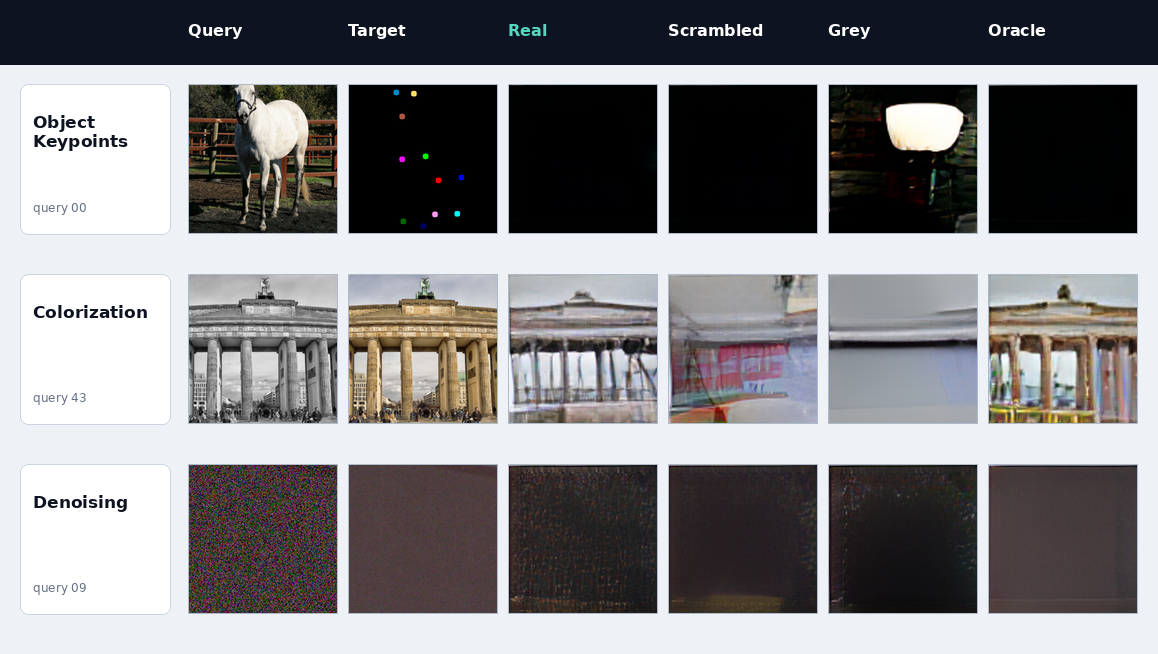 Query Target Real Scrambled Grey Oracle
Object
Keypoints
query 00
Colorization
query 43
Denoising
query 09